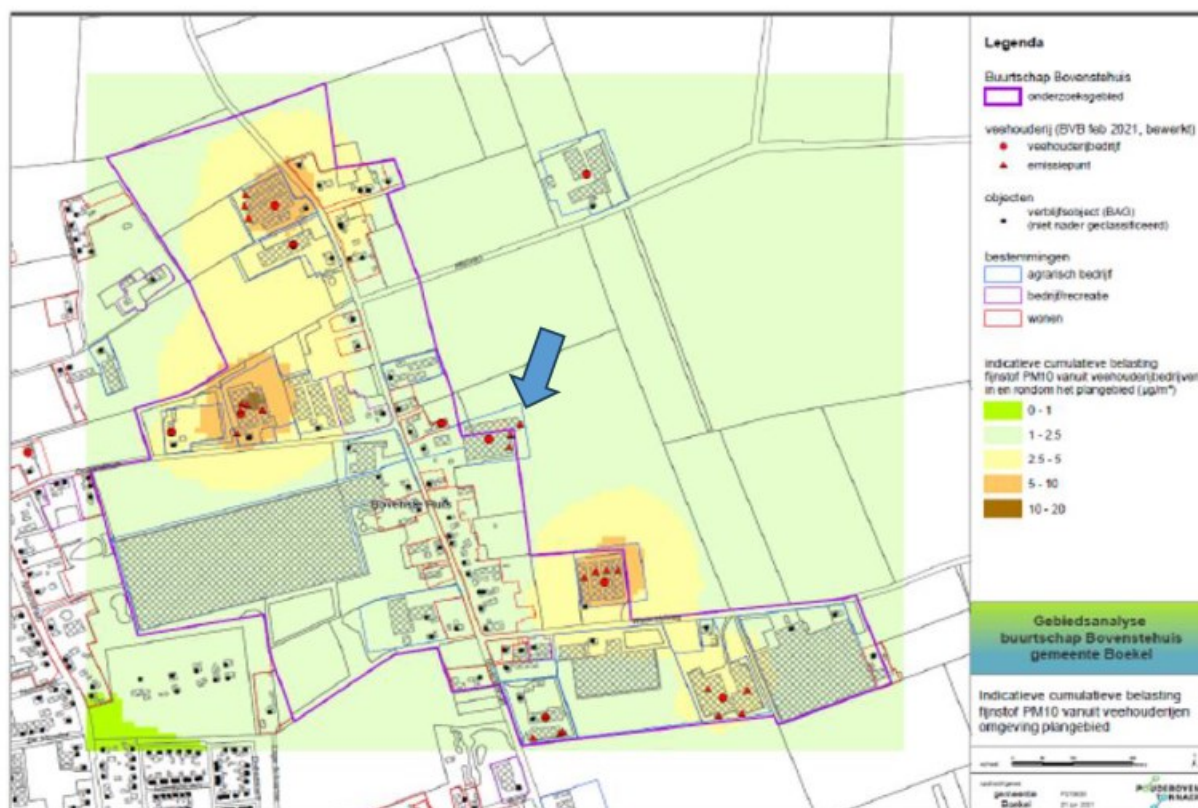 Legenda
Buurtschap Bovenstehuis
onderzoeksgebied
veehouderij (BVB feb 2021, bewerkt)
veehouderijbedrijf
emissiepunt
objecten
verblijfsobject (BAG)
(niet nader geclassificeerd)
bestemmingen
agrarisch bedrijf
bedrijf/recreatie
wonen
Indicatieve cumulatieve belasting
fijnstof PM10 vanuit veehouderijbedrijven
in en rondom het plangebied (µg/m³)
0 - 1
1 - 2.5
2.5 - 5
5 - 10
10 - 20
Gebiedsanalyse
buurtschap Bovenstehuis
gemeente Boekel
Indicatieve cumulatieve belasting
fijnstof PM10 vanuit veehouderijen
omgeving plangebied
gemeente
Boekel